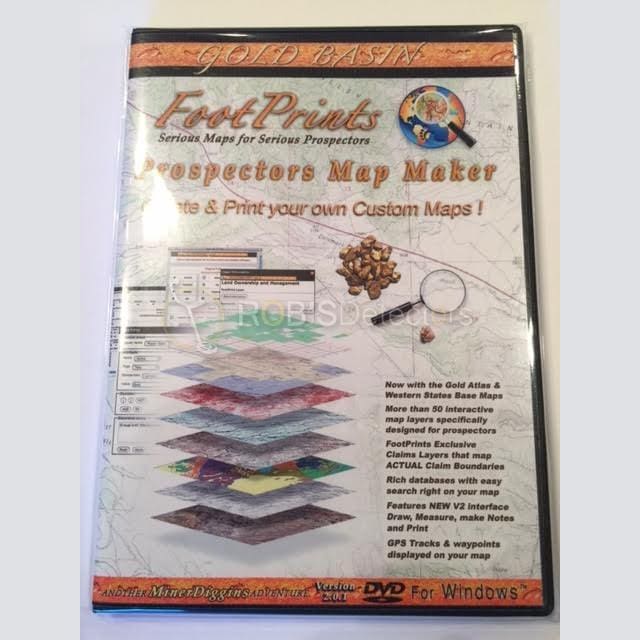 GOLD BASIN
FootPrints
Serious Maps for Serious Prospectors
Prospectors Map Maker
& Print your own Custom Maps !
Land Ownership and Management
ROB'SDetectors
Now with the Gold Atlas &
Western States Base Maps
More than 50 interactive
map layers specifically
designed for prospectors
FootPrints Exclusive
Claims Layers that map
ACTUAL Claim Boundaries
Rich databases with easy
search right on your map
Features NEW V2 interface
Draw, Measure, make Notes
and Print
GPS Tracks & waypoints
displayed on your map
ANOTHER MinerDiggins ADVENTURE
Version
2.0.1
DVD
For Windows™